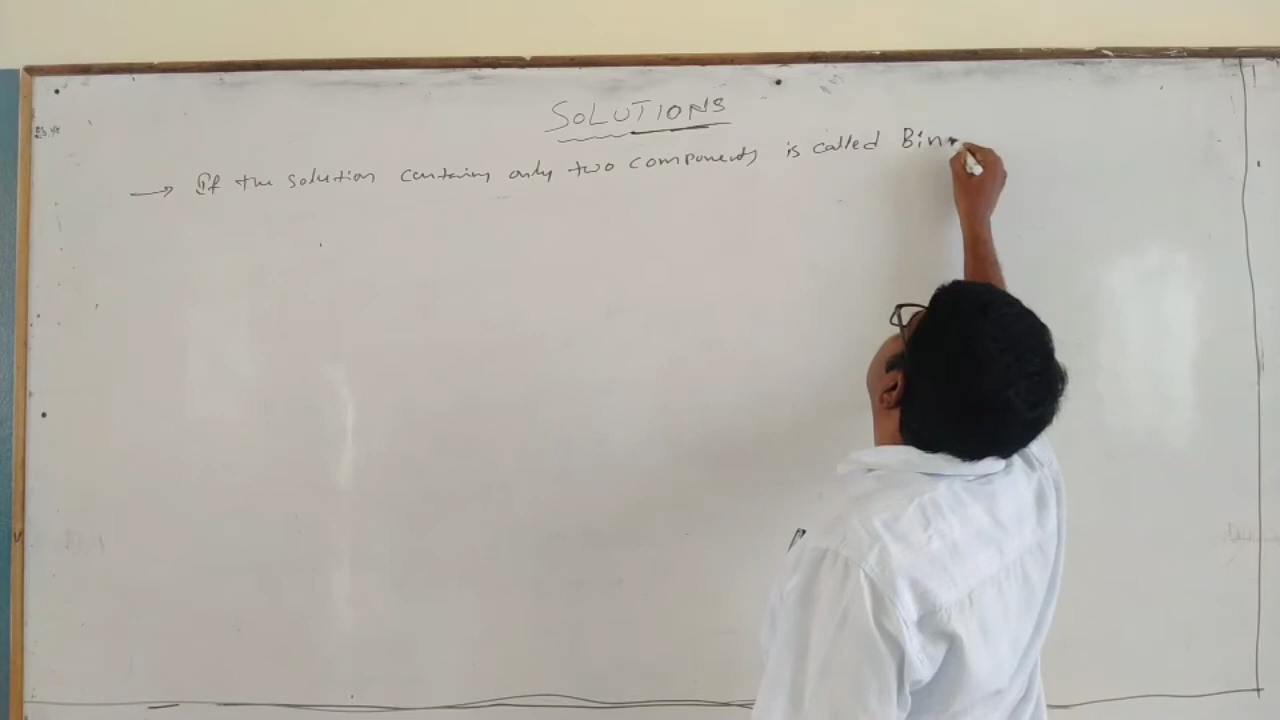 SOLUTIONS
→ If the solution containing only two components is called Bin